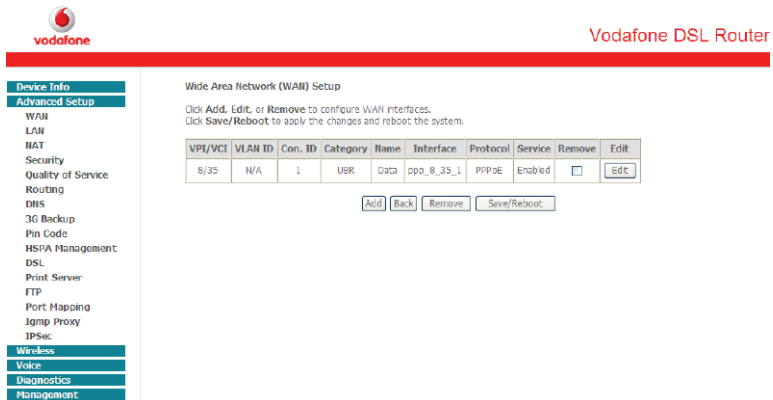 vodafone
Vodafone DSL Router
Device Info
Advanced Setup
WAN
LAN
NAT
Security
Quality of Service
Routing
DNS
3G Backup
Pin Code
HSPA Management
DSL
Print Server
FTP
Port Mapping
Igmp Proxy
IPSec
Wireless
Voice
Diagnostics
Management
Wide Area Network (WAN) Setup
Click Add, Edit, or Remove to configure WAN interfaces.
Click Save/Reboot to apply the changes and reboot the system.
VPI/VCI VLAN ID Con. ID Category Name Interface Protocol Service Remove Edit
8/35 N/A 1 UBR Data ppp_8_35_1 PPPoE Enabled Edit
Add Back Remove Save/Reboot